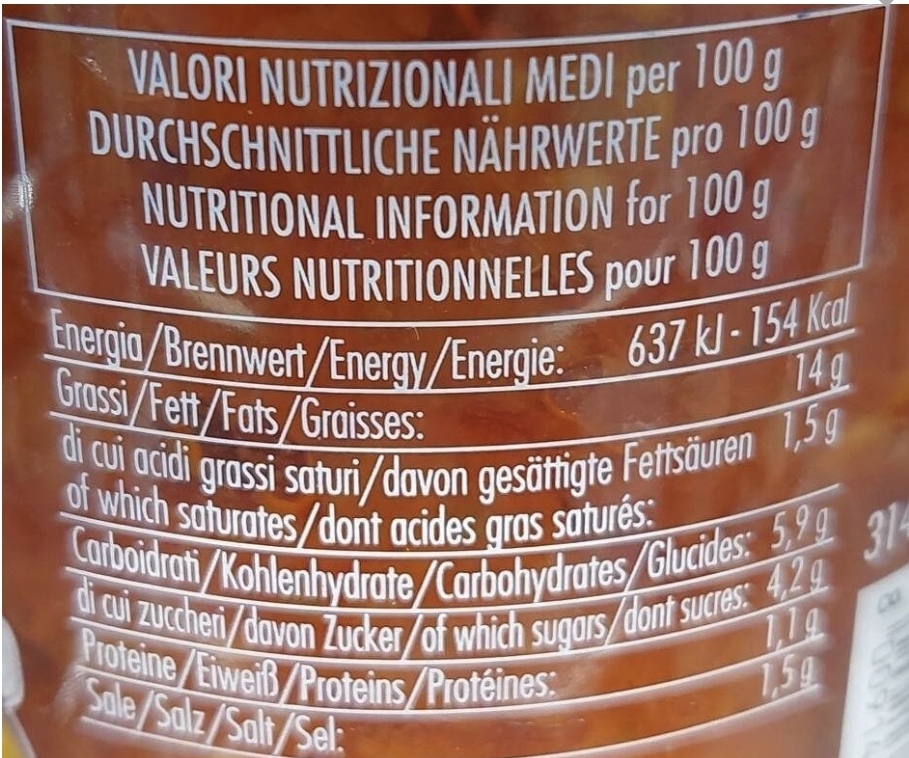 VALORI NUTRIZIONALI MEDI per 100 g
DURCHSCHNITTLICHE NÄHRWERTE pro 100 g
NUTRITIONAL INFORMATION for 100 g
VALEURS NUTRITIONNELLES pour 100 g
Energia/Brennwert/Energy/Energie: 637 kJ - 154 Kcal
Grassi/Fett/Fats/Graisses: 14 g
di cui acidi grassi saturi/davon gesättigte Fettsäuren 1,5 g
of which saturates/dont acides gras saturés:
Carboidrati/Kohlenhydrate/Carbohydrates/Glucides: 5,9 g
di cui zuccheri/davon Zucker/of which sugars/dont sucres: 4,2 g
Proteine/Eiweiß/Proteins/Protéines: 1,1 g
Sale/Salz/Salt/Sel: 1,5 g
314